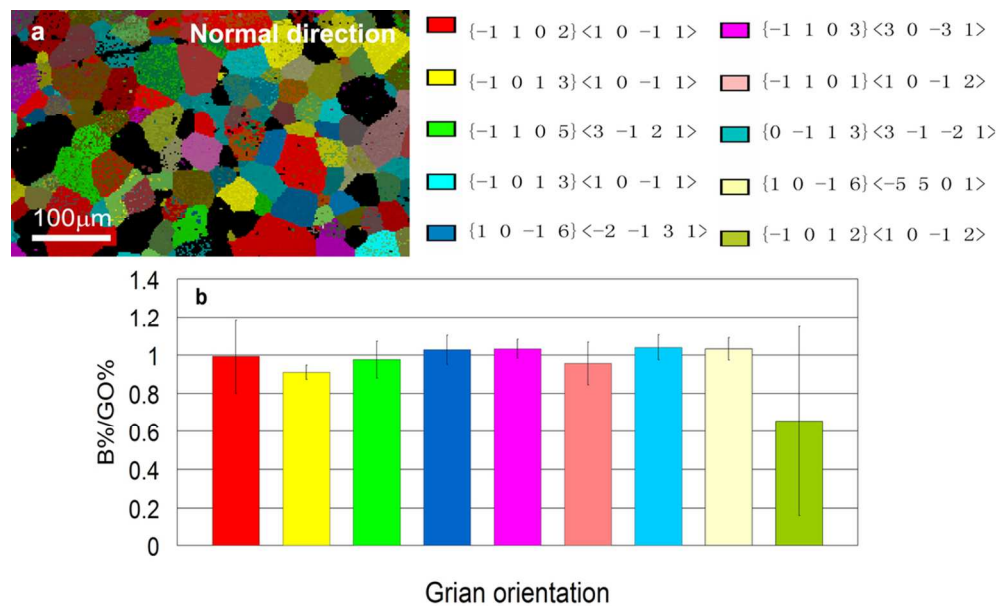 a
Normal direction
100μm
{-1 1 0 2}<1 0 -1 1>
{-1 0 1 3}<1 0 -1 1>
{-1 1 0 5}<3 -1 2 1>
{-1 0 1 3}<1 0 -1 1>
{1 0 -1 6}<-2 -1 3 1>
{-1 1 0 3}<3 0 -3 1>
{-1 1 0 1}<1 0 -1 2>
{0 -1 1 3}<3 -1 -2 1>
{1 0 -1 6}<-5 5 0 1>
{-1 0 1 2}<1 0 -1 2>
b
B%/GO%
1.4
1.2
1
0.8
0.6
0.4
0.2
0
Grian orientation